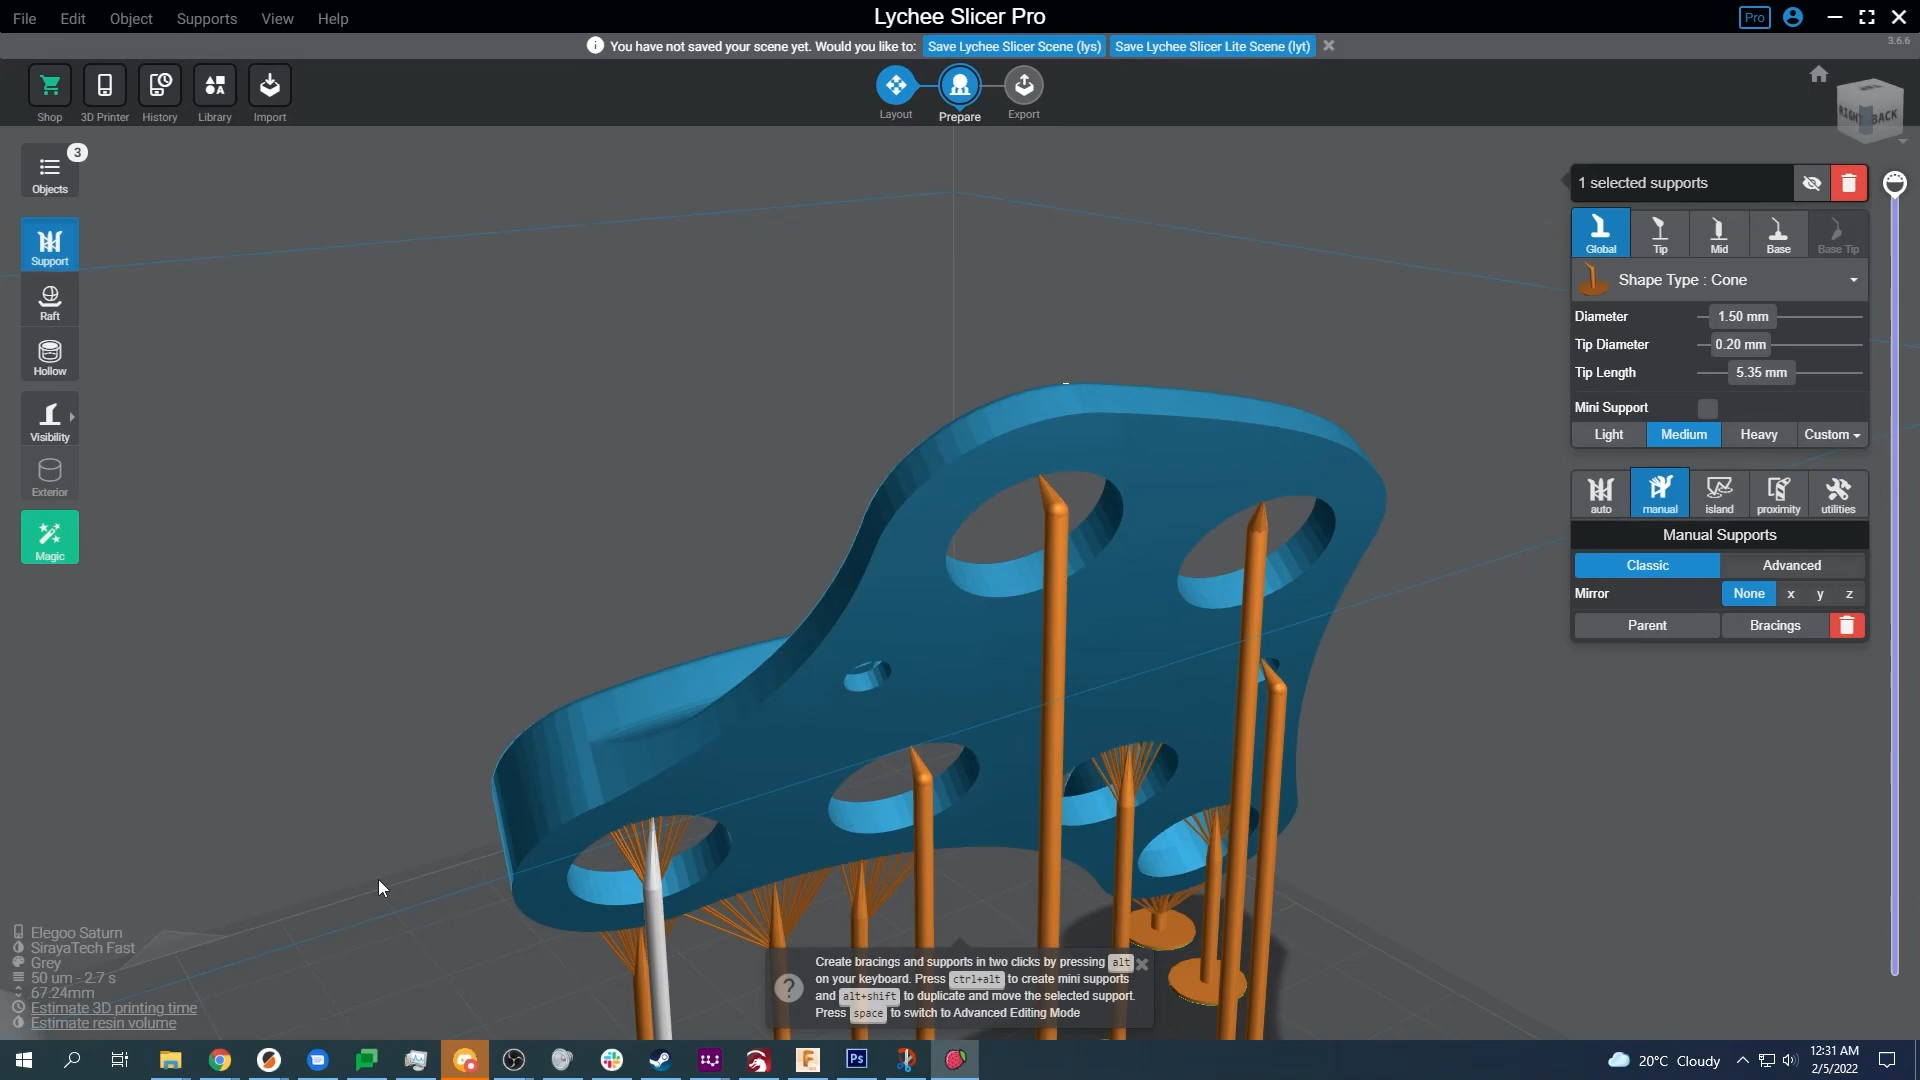 File Edit Object Supports View Help
Lychee Slicer Pro
Pro
You have not saved your scene yet. Would you like to: Save Lychee Slicer Scene (lys) Save Lychee Slicer Lite Scene (lyt)
3.6.6
Shop 3D Printer History Library Import
Layout Prepare Export
RIGHT BACK
3
Objects
Support
Raft
Hollow
Visibility
Exterior
Magic
1 selected supports
Global Tip Mid Base Base Tip
Shape Type : Cone
Diameter 1.50 mm
Tip Diameter 0.20 mm
Tip Length 5.35 mm
Mini Support
Light Medium Heavy Custom
auto manual island proximity utilities
Manual Supports
Classic Advanced
Mirror None x y z
Parent Bracings
Elegoo Saturn
SirayaTech Fast
Grey
50 um - 2.7 s
67.24mm
Estimate 3D printing time
Estimate resin volume
Create bracings and supports in two clicks by pressing alt
on your keyboard. Press ctrl+alt to create mini supports
and alt+shift to duplicate and move the selected support.
Press space to switch to Advanced Editing Mode
20°C Cloudy
12:31 AM
2/5/2022
Ps
F